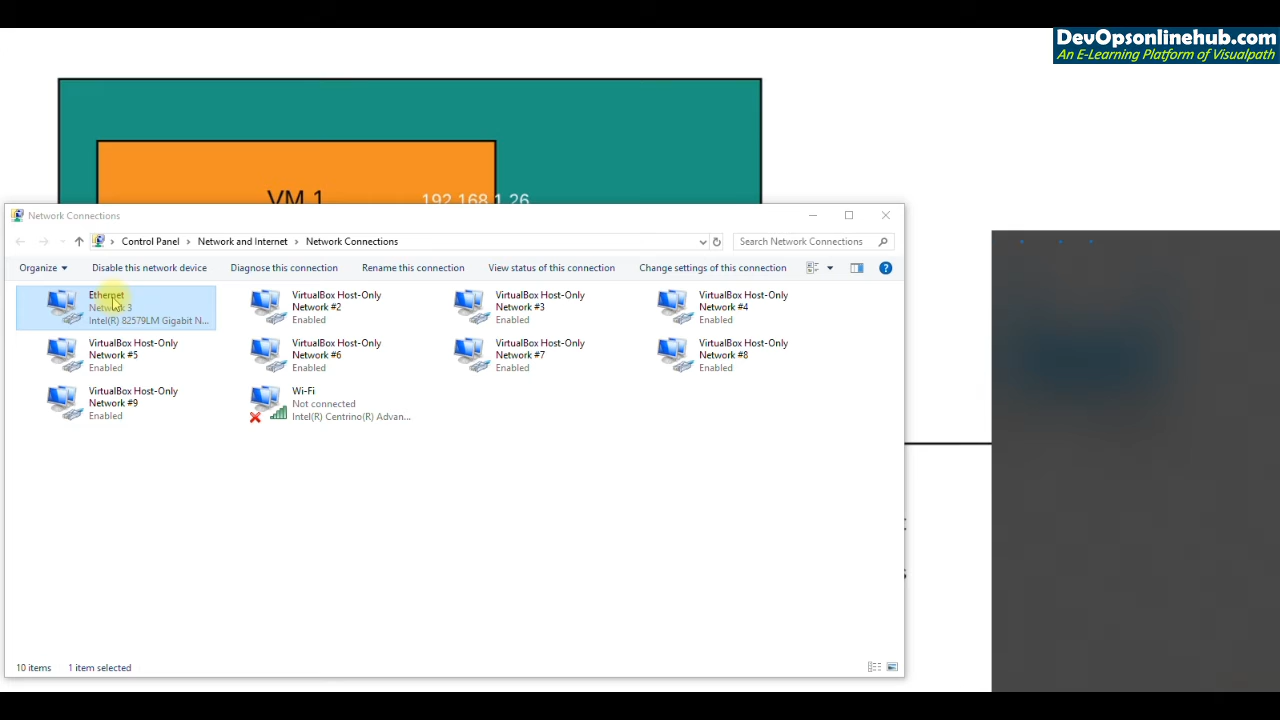 DevOpsonlinehub.com
An E-Learning Platform of Visualpath
VM 1
192.168.1.26
Network Connections
Control Panel > Network and Internet > Network Connections
Search Network Connections
Organize
Disable this network device
Diagnose this connection
Rename this connection
View status of this connection
Change settings of this connection
Ethernet
Network 3
Intel(R) 82579LM Gigabit N...
VirtualBox Host-Only
Network #2
Enabled
VirtualBox Host-Only
Network #3
Enabled
VirtualBox Host-Only
Network #4
Enabled
VirtualBox Host-Only
Network #5
Enabled
VirtualBox Host-Only
Network #6
Enabled
VirtualBox Host-Only
Network #7
Enabled
VirtualBox Host-Only
Network #8
Enabled
VirtualBox Host-Only
Network #9
Enabled
Wi-Fi
Not connected
Intel(R) Centrino(R) Advan...
10 items
1 item selected